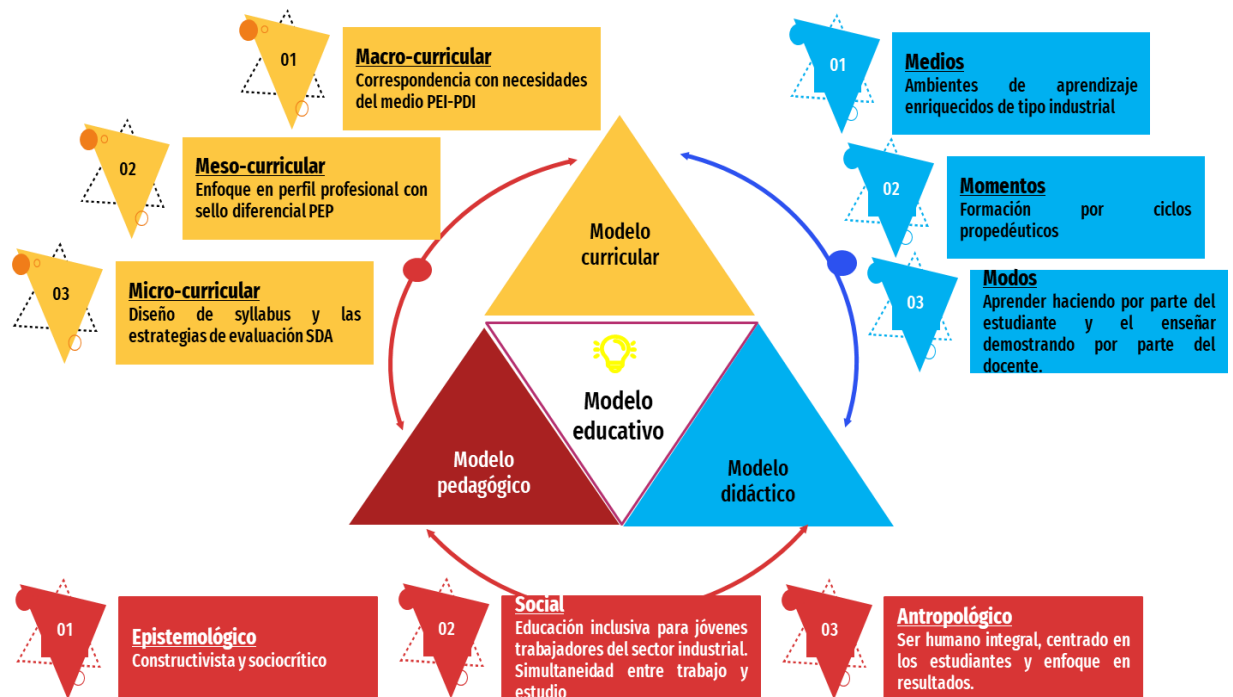 01
Macro-curricular
Correspondencia con necesidades
del medio PEI-PDI
02
Meso-curricular
Enfoque en perfil profesional con
sello diferencial PEP
03
Micro-curricular
Diseño de syllabus y las
estrategias de evaluación SDA
01
Medios
Ambientes de aprendizaje
enriquecidos de tipo industrial
02
Momentos
Formación por ciclos
propedéuticos
03
Modos
Aprender haciendo por parte del
estudiante y el enseñar
demostrando por parte del
docente.
Modelo
curricular
Modelo
educativo
Modelo
pedagógico
Modelo
didáctico
01
Epistemológico
Constructivista y sociocrítico
02
Social
Educación inclusiva para jóvenes
trabajadores del sector industrial.
Simultaneidad entre trabajo y
estudio
03
Antropológico
Ser humano integral, centrado en
los estudiantes y enfoque en
resultados.